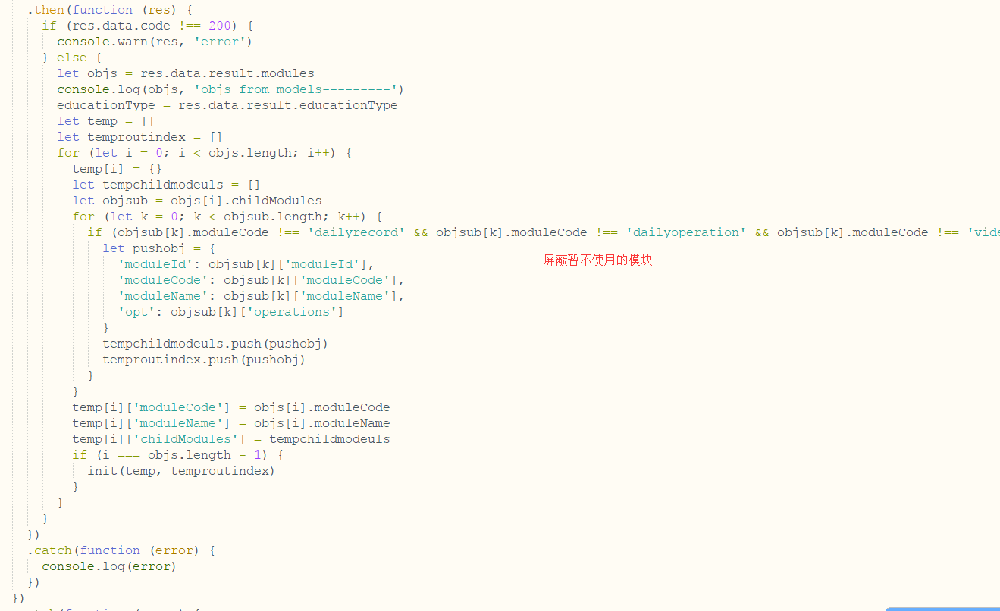 .then(function (res) {
if (res.data.code !== 200) {
console.warn(res, 'error')
} else {
let objs = res.data.result.modules
console.log(objs, 'objs from models---------')
educationType = res.data.result.educationType
let temp = []
let temproutindex = []
for (let i = 0; i < objs.length; i++) {
temp[i] = {}
let tempchildmodeuls = []
let objsub = objs[i].childModules
for (let k = 0; k < objsub.length; k++) {
if (objsub[k].moduleCode !== 'dailyrecord' && objsub[k].moduleCode !== 'dailyoperation' && objsub[k].moduleCode !== 'vide
let pushobj = {
'moduleId': objsub[k]['moduleId'],
屏蔽暂不使用的模块
'moduleCode': objsub[k]['moduleCode'],
'moduleName': objsub[k]['moduleName'],
'opt': objsub[k]['operations']
}
tempchildmodeuls.push(pushobj)
temproutindex.push(pushobj)
}
}
temp[i]['moduleCode'] = objs[i].moduleCode
temp[i]['moduleName'] = objs[i].moduleName
temp[i]['childModules'] = tempchildmodeuls
if (i === objs.length - 1) {
init(temp, temproutindex)
}
}
}
})
.catch(function (error) {
console.log(error)
})
})